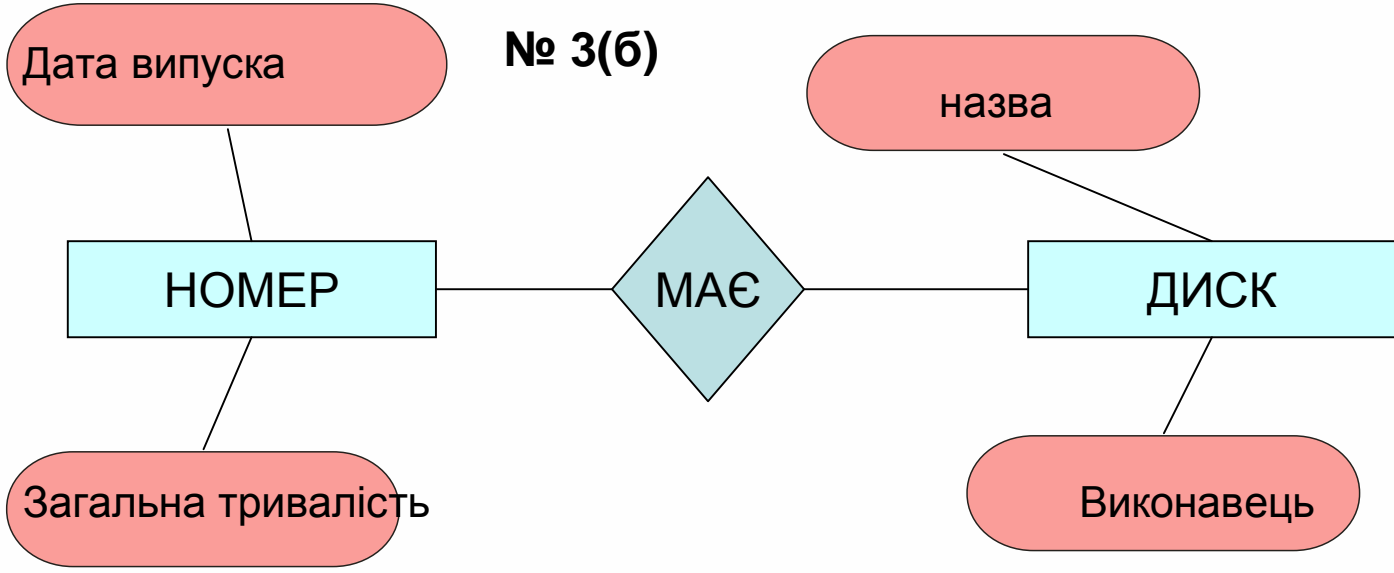 Дата випуска
№ 3(б)
назва
НОМЕР
МАЄ
ДИСК
Загальна тривалість
Виконавець